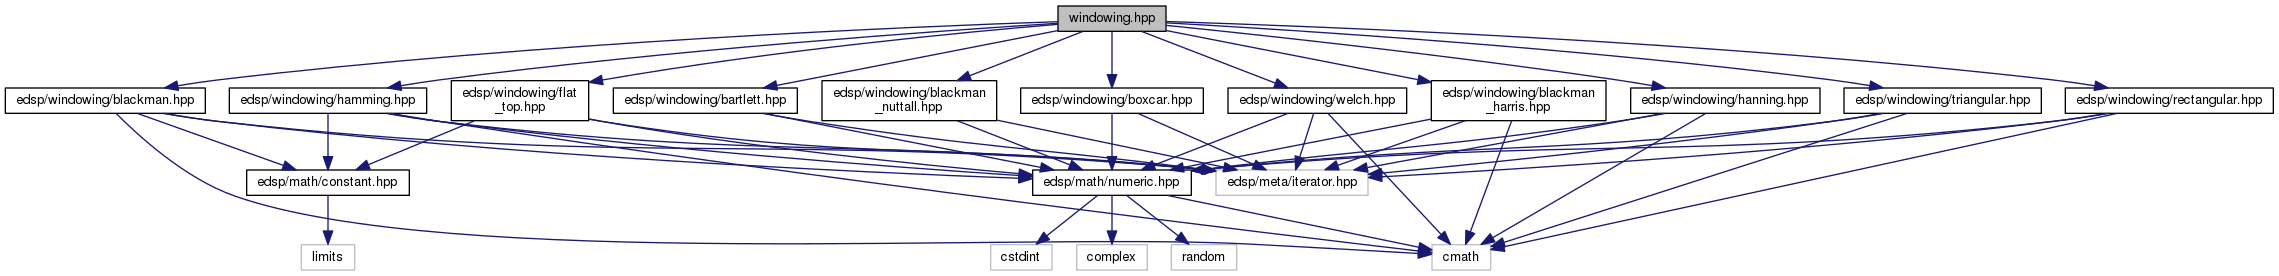 windowing.hpp
edsp/windowing/blackman.hpp
edsp/windowing/hamming.hpp
edsp/windowing/flat
_top.hpp
edsp/windowing/bartlett.hpp
edsp/windowing/blackman
_nuttall.hpp
edsp/windowing/boxcar.hpp
edsp/windowing/welch.hpp
edsp/windowing/blackman
_harris.hpp
edsp/windowing/hanning.hpp
edsp/windowing/triangular.hpp
edsp/windowing/rectangular.hpp
edsp/math/constant.hpp
edsp/math/numeric.hpp
edsp/meta/iterator.hpp
limits
cstdint
complex
random
cmath